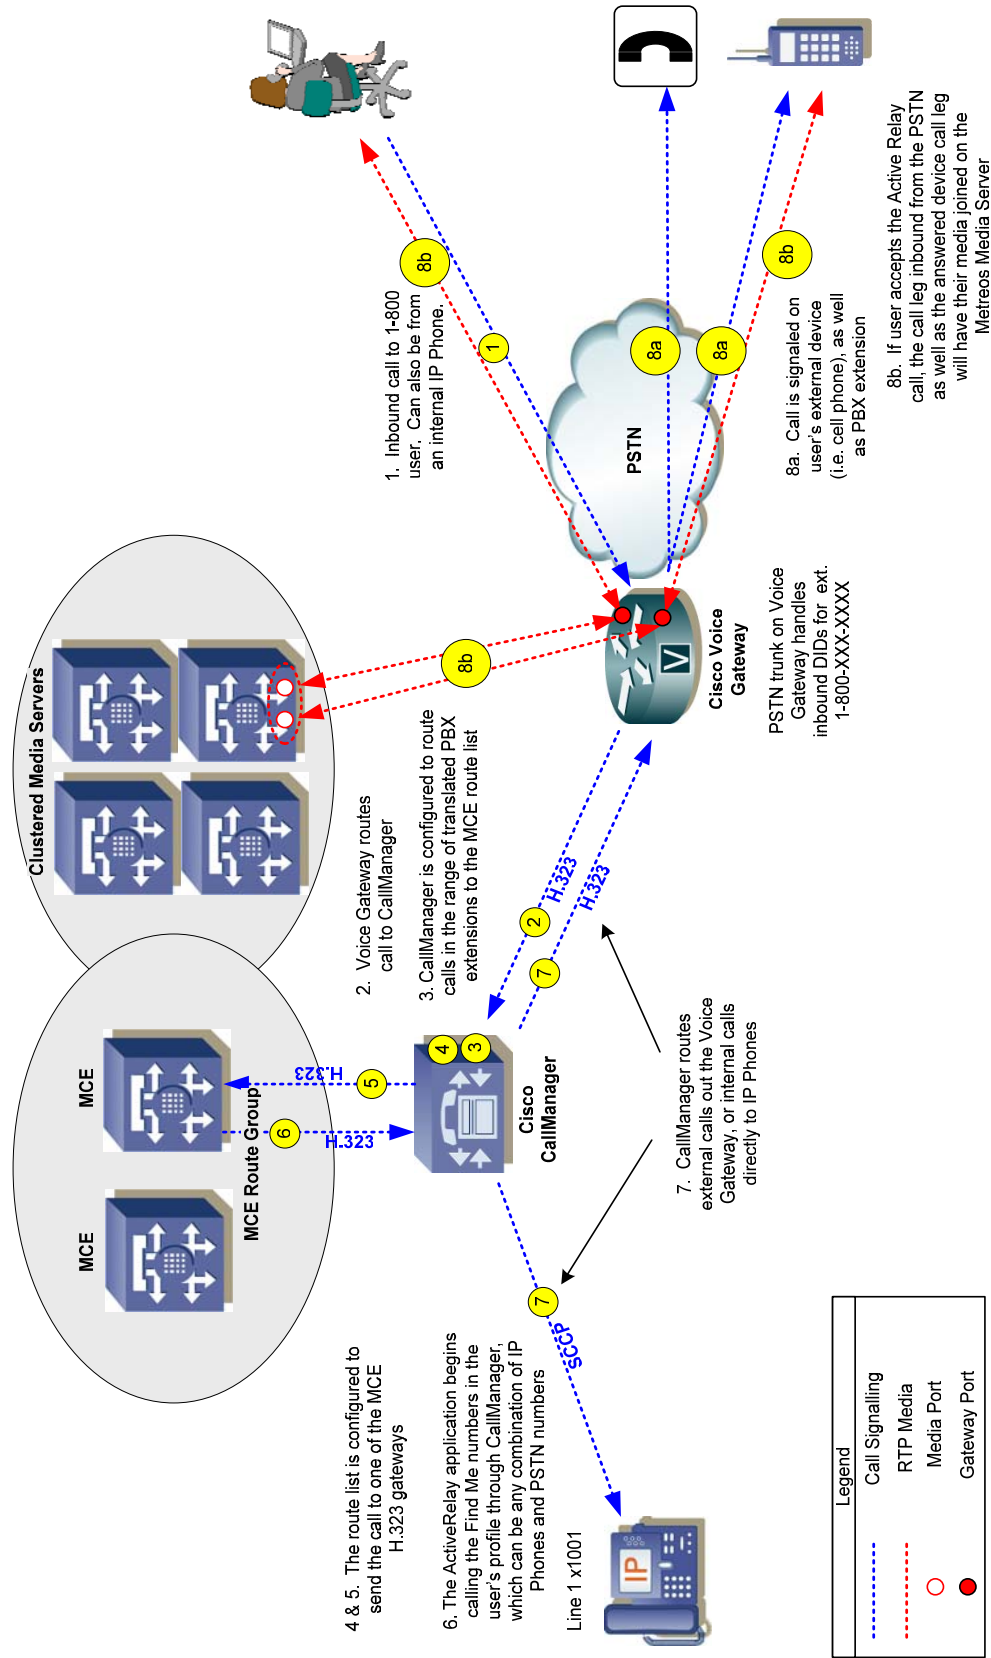 Clustered Media Servers
MCE
MCE
MCE Route Group
4 & 5. The route list is configured to
send the call to one of the MCE
H.323 gateways
6. The ActiveRelay application begins
calling the Find Me numbers in the
user's profile through CallManager,
which can be any combination of IP
Phones and PSTN numbers
Line 1 x1001
IP
H.323
5
6
H.323
4
3
Cisco
CallManager
2. Voice Gateway routes
call to CallManager
3. CallManager is configured to route
calls in the range of translated PBX
extensions to the MCE route list
2
H.323
7
H.323
7
SCCP
7. CallManager routes
external calls out the Voice
Gateway, or internal calls
directly to IP Phones
8b
V
Cisco Voice
Gateway
PSTN trunk on Voice
Gateway handles
inbound DIDs for ext.
1-800-XXX-XXXX
1. Inbound call to 1-800
user. Can also be from
an internal IP Phone.
8b
1
PSTN
8a
8a
8b
8a. Call is signaled on
user's external device
(i.e. cell phone), as well
as PBX extension
8b. If user accepts the Active Relay
call, the call leg inbound from the PSTN
as well as the answered device call leg
will have their media joined on the
Metreos Media Server
Legend
Call Signalling
RTP Media
Media Port
Gateway Port